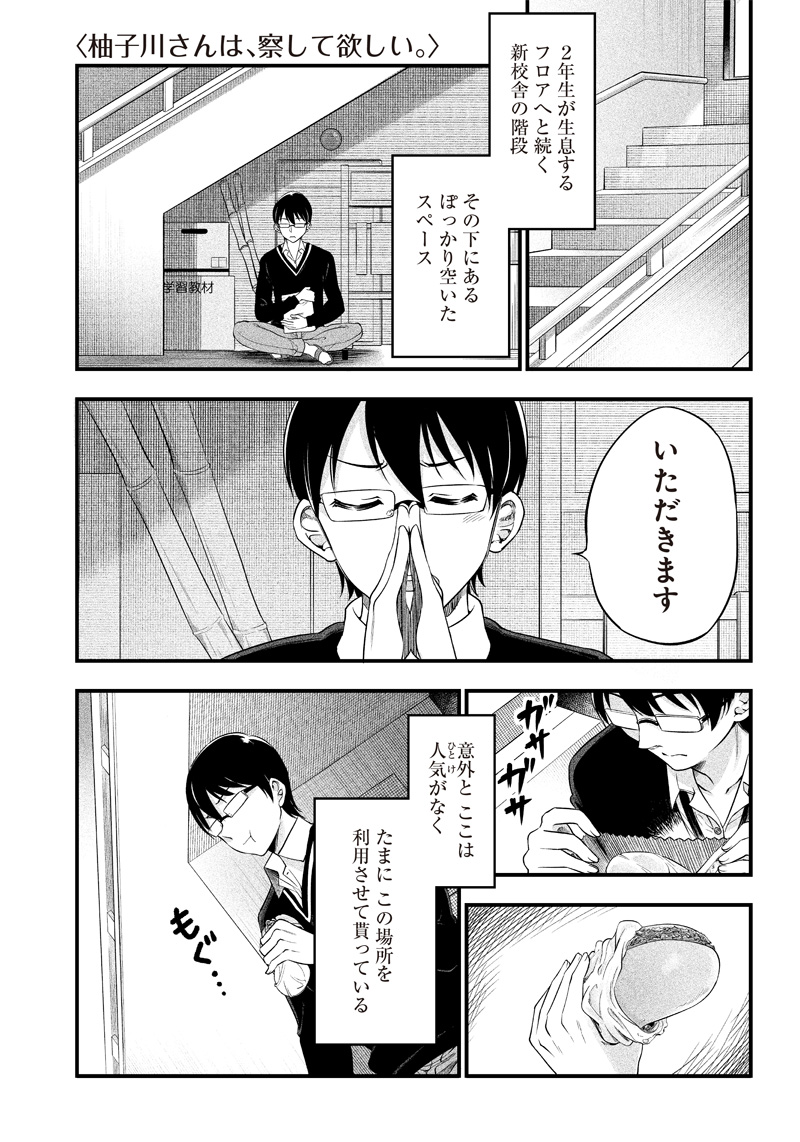 〈柚子川さんは、察して欲しい。〉
2年生が生息する
フロアへと続く
新校舎の階段
その下にある
ぽっかり空いた
スペース
学習教材
いただきます
ガサガサ
意外と ここは
人気がなく
ひとけ
たまに この場所を
利用させて貰っている
もぐ…